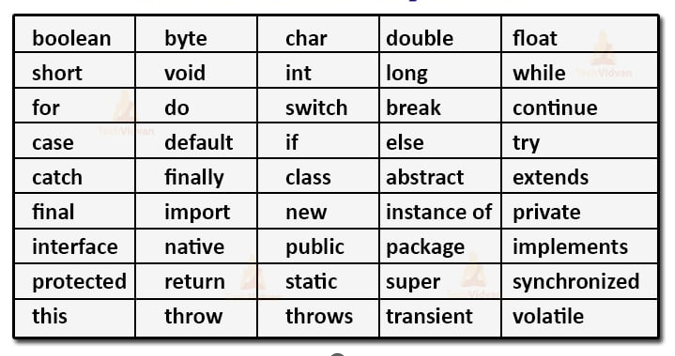 boolean byte char double float
short void int long while
for do switch break continue
case default if else try
catch finally class abstract extends
final import new instance of private
interface native public package implements
protected return static super synchronized
this throw throws transient volatile